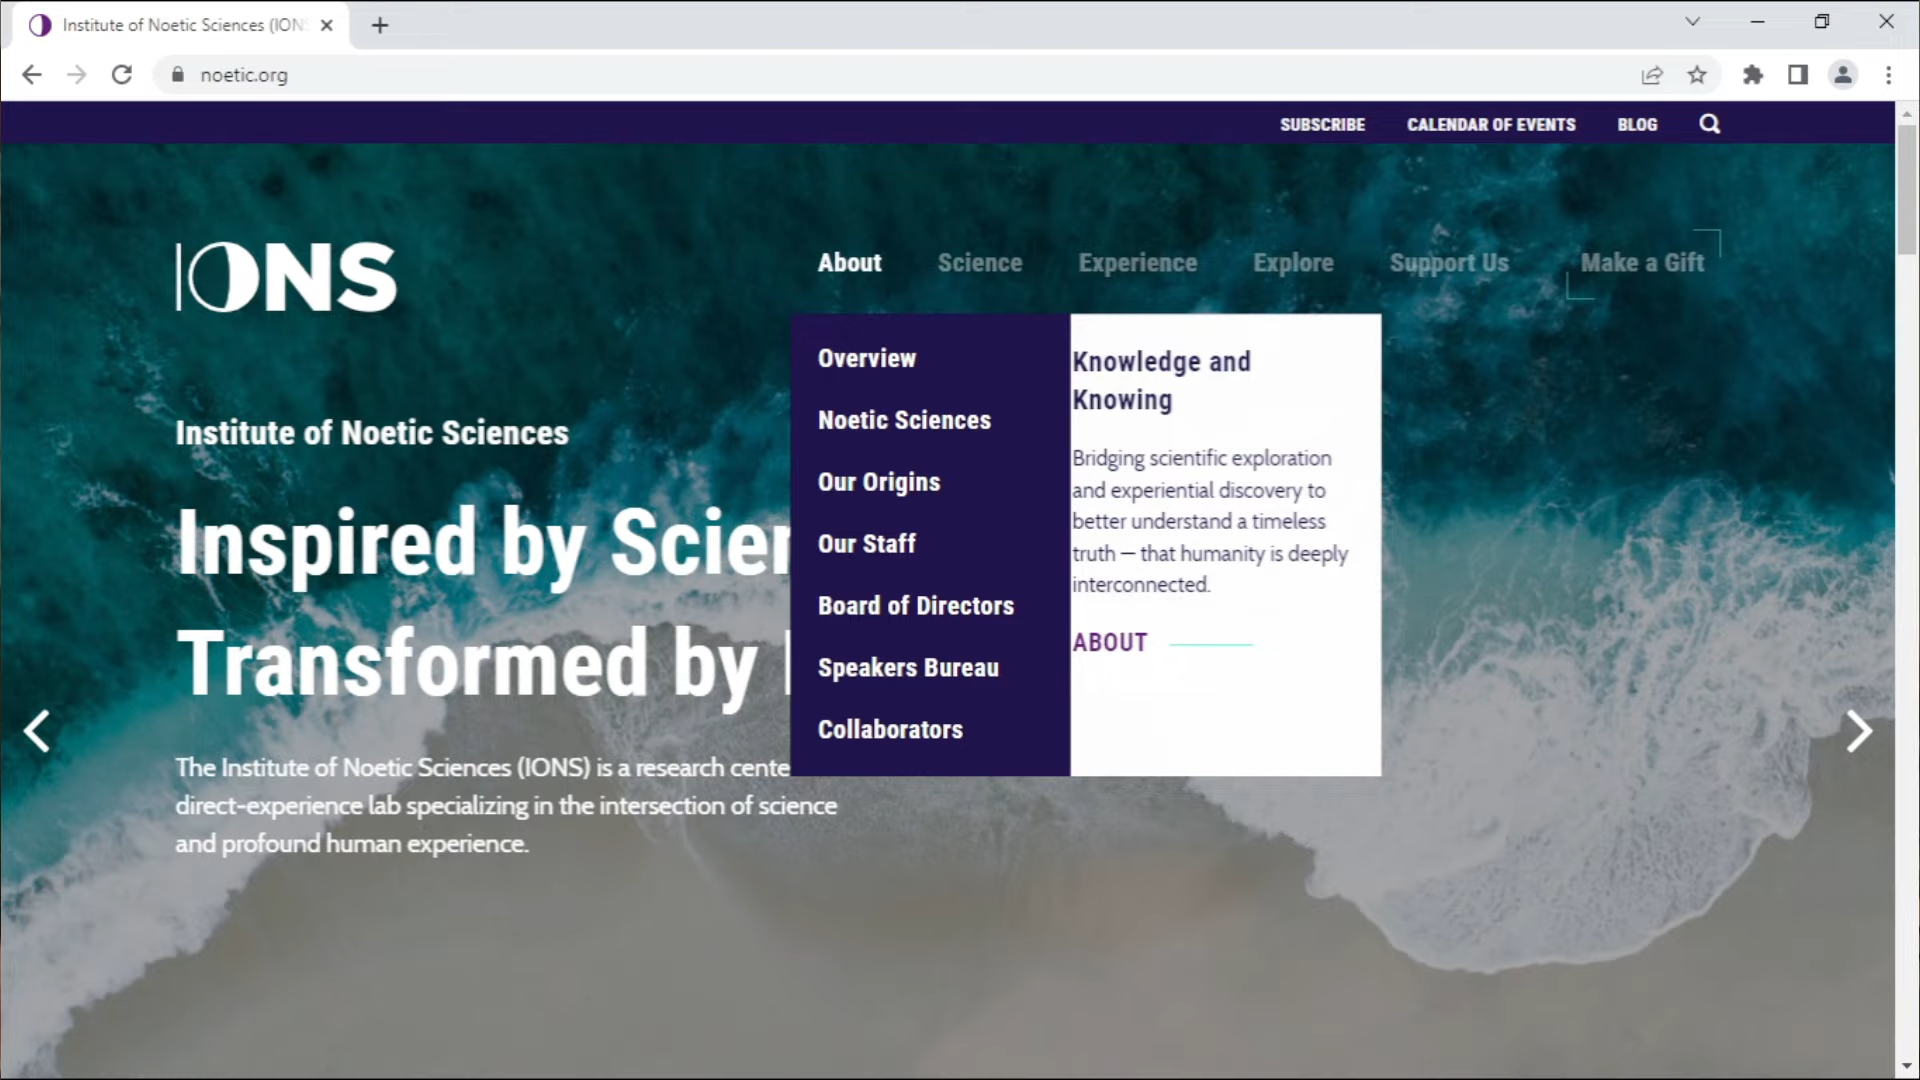 Institute of Noetic Sciences (ION
noetic.org
SUBSCRIBE
CALENDAR OF EVENTS
BLOG
IONS
About
Science
Experience
Explore
Support Us
Make a Gift
Overview
Noetic Sciences
Our Origins
Our Staff
Board of Directors
Speakers Bureau
Collaborators
Knowledge and
Knowing
Bridging scientific exploration
and experiential discovery to
better understand a timeless
truth – that humanity is deeply
interconnected.
ABOUT
Institute of Noetic Sciences
Inspired by Scien
Transformed by
The Institute of Noetic Sciences (IONS) is a research cente
direct-experience lab specializing in the intersection of science
and profound human experience.